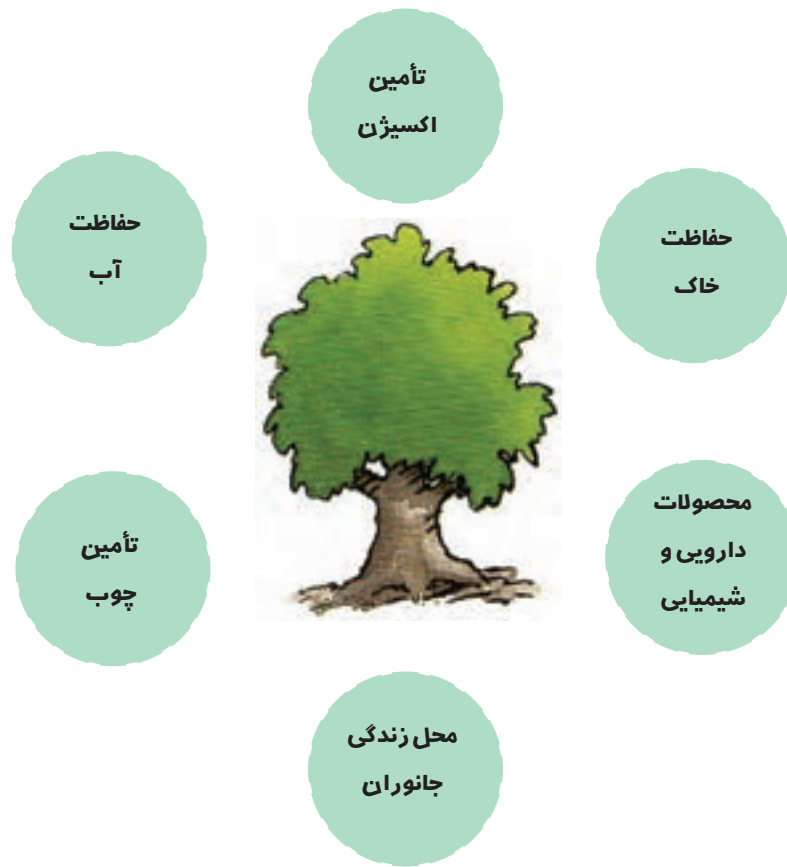 تأمین
اکسیژن
حفاظت
خاک
حفاظت
آب
محصولات
دارویی و
شیمیایی
تأمین
چوب
محل زندگی
جانوران